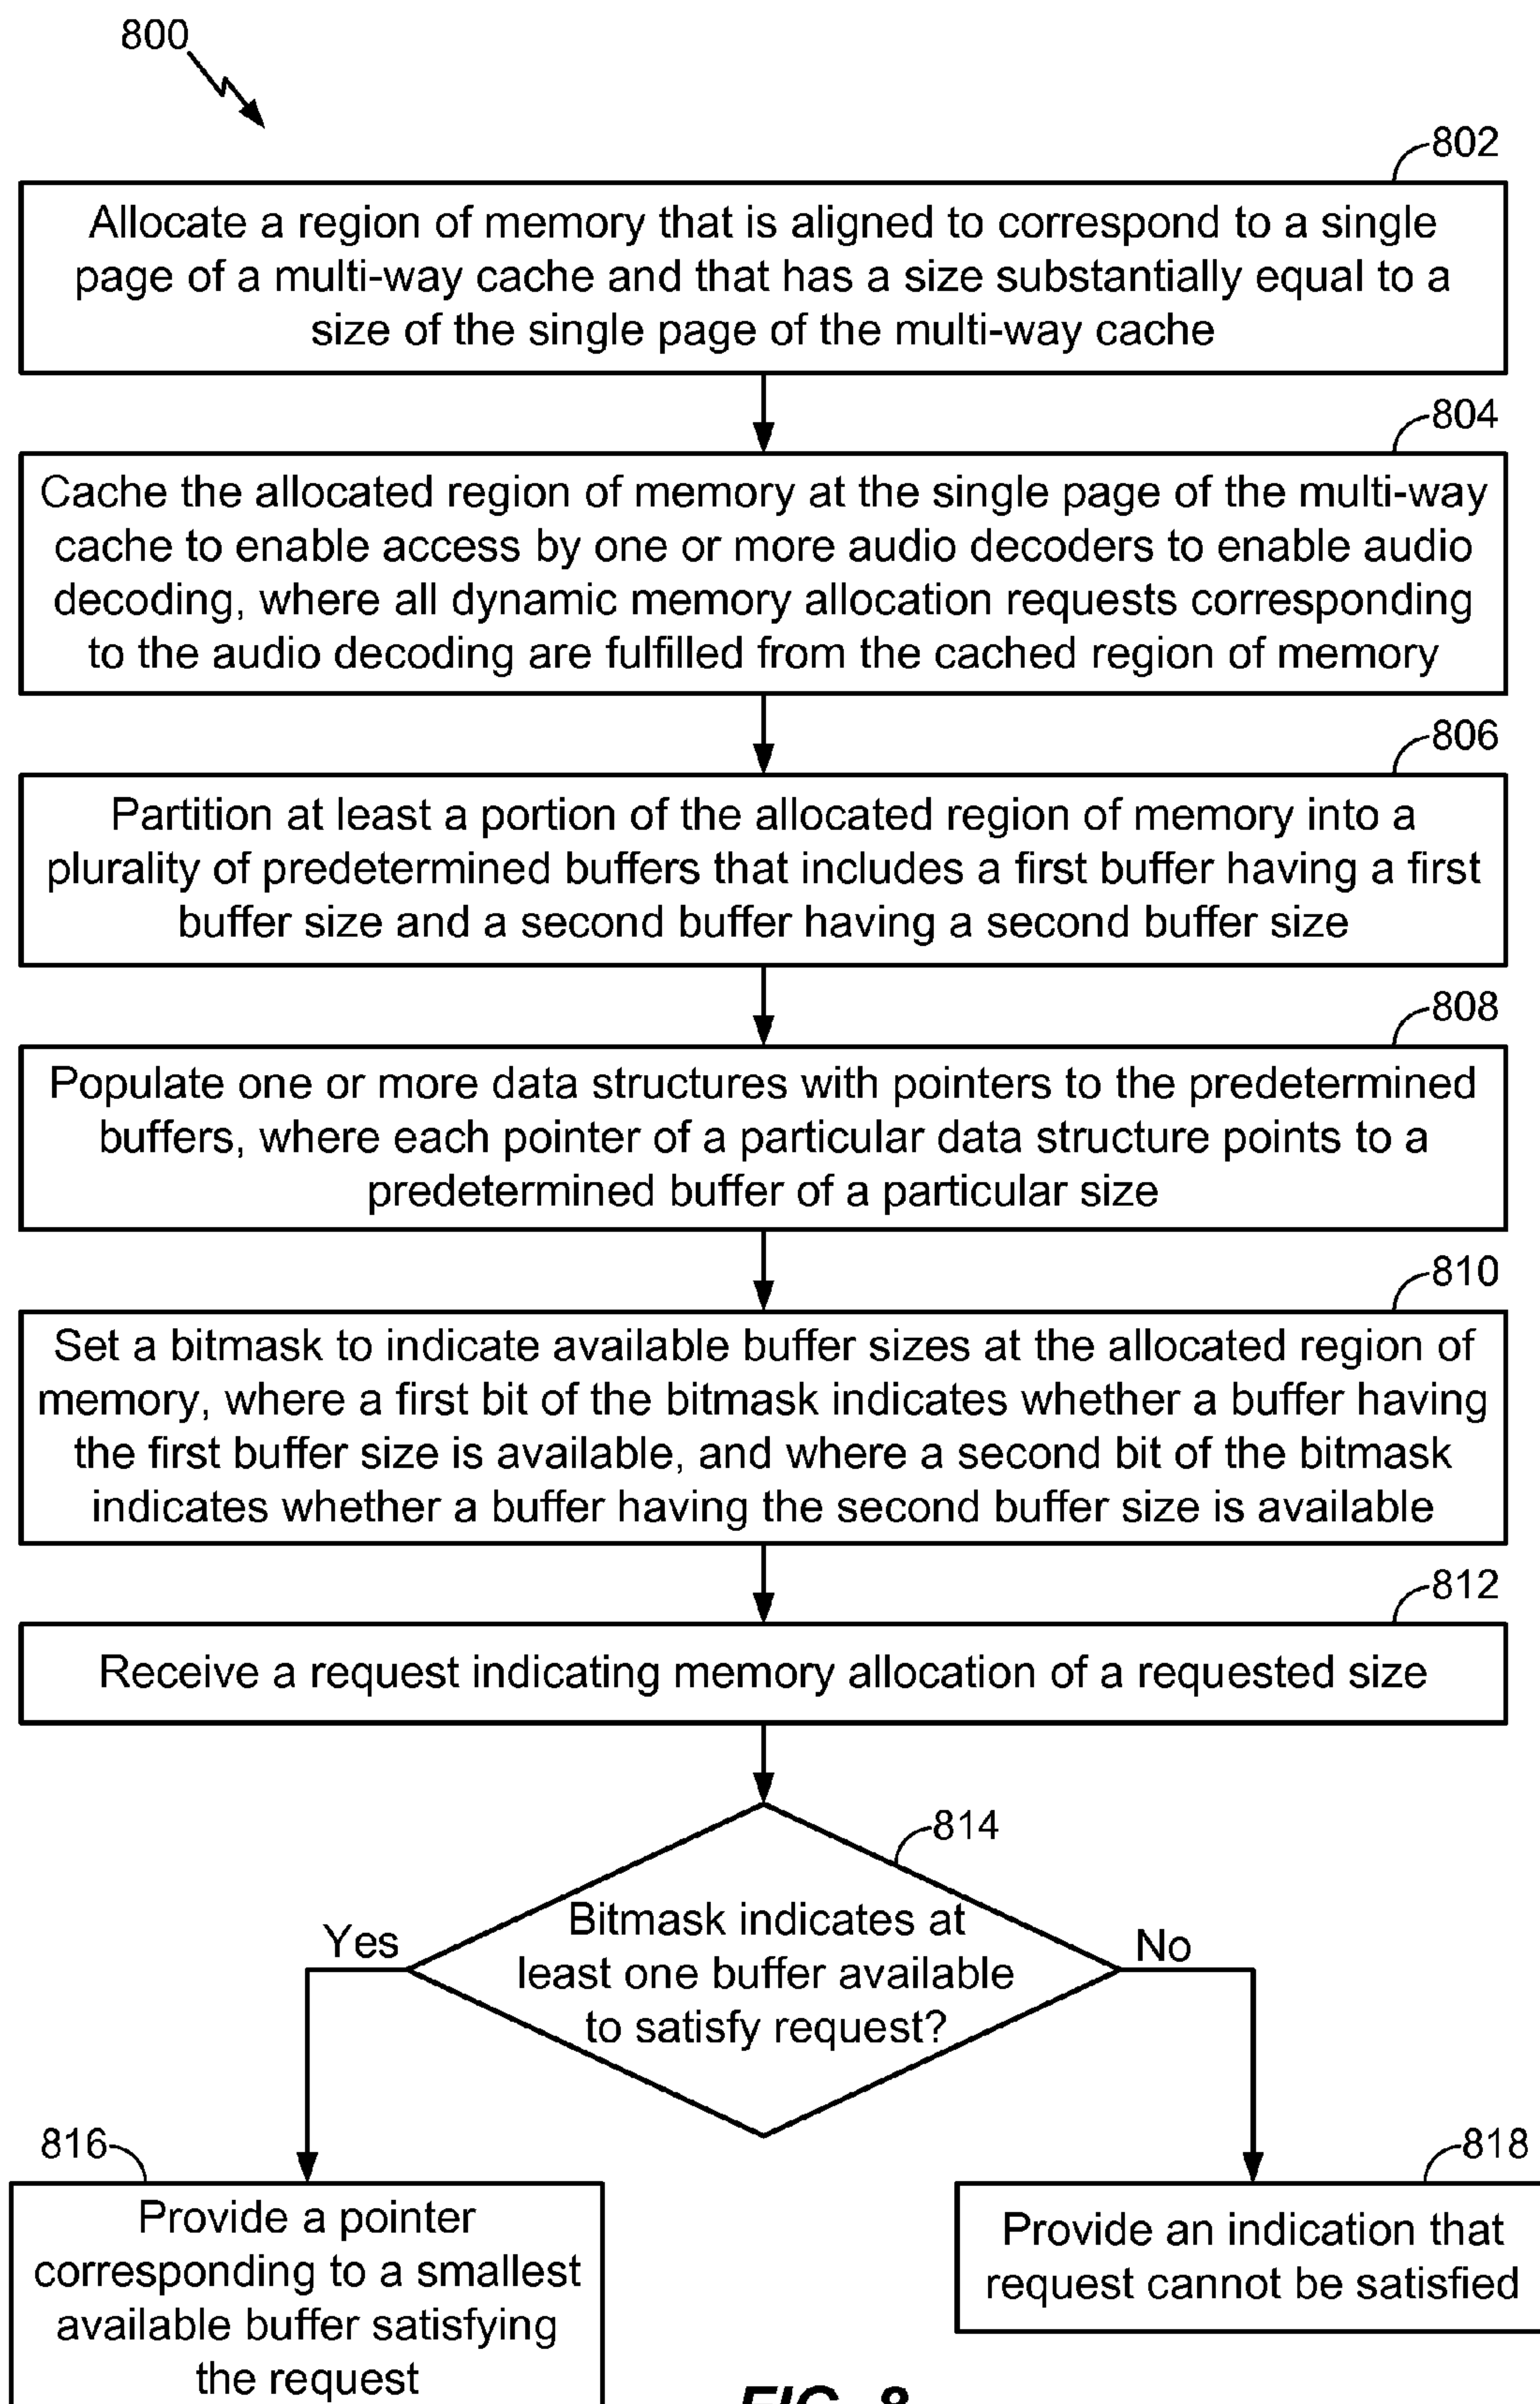 800
802
Allocate a region of memory that is aligned to correspond to a single
page of a multi-way cache and that has a size substantially equal to a
size of the single page of the multi-way cache
804
Cache the allocated region of memory at the single page of the multi-way
cache to enable access by one or more audio decoders to enable audio
decoding, where all dynamic memory allocation requests corresponding
to the audio decoding are fulfilled from the cached region of memory
806
Partition at least a portion of the allocated region of memory into a
plurality of predetermined buffers that includes a first buffer having a first
buffer size and a second buffer having a second buffer size
808
Populate one or more data structures with pointers to the predetermined
buffers, where each pointer of a particular data structure points to a
predetermined buffer of a particular size
810
Set a bitmask to indicate available buffer sizes at the allocated region of
memory, where a first bit of the bitmask indicates whether a buffer having
the first buffer size is available, and where a second bit of the bitmask
indicates whether a buffer having the second buffer size is available
812
Receive a request indicating memory allocation of a requested size
814
Bitmask indicates at
least one buffer available
to satisfy request?
Yes
No
816
Provide a pointer
corresponding to a smallest
available buffer satisfying
the request
818
Provide an indication that
request cannot be satisfied
FIG. 8